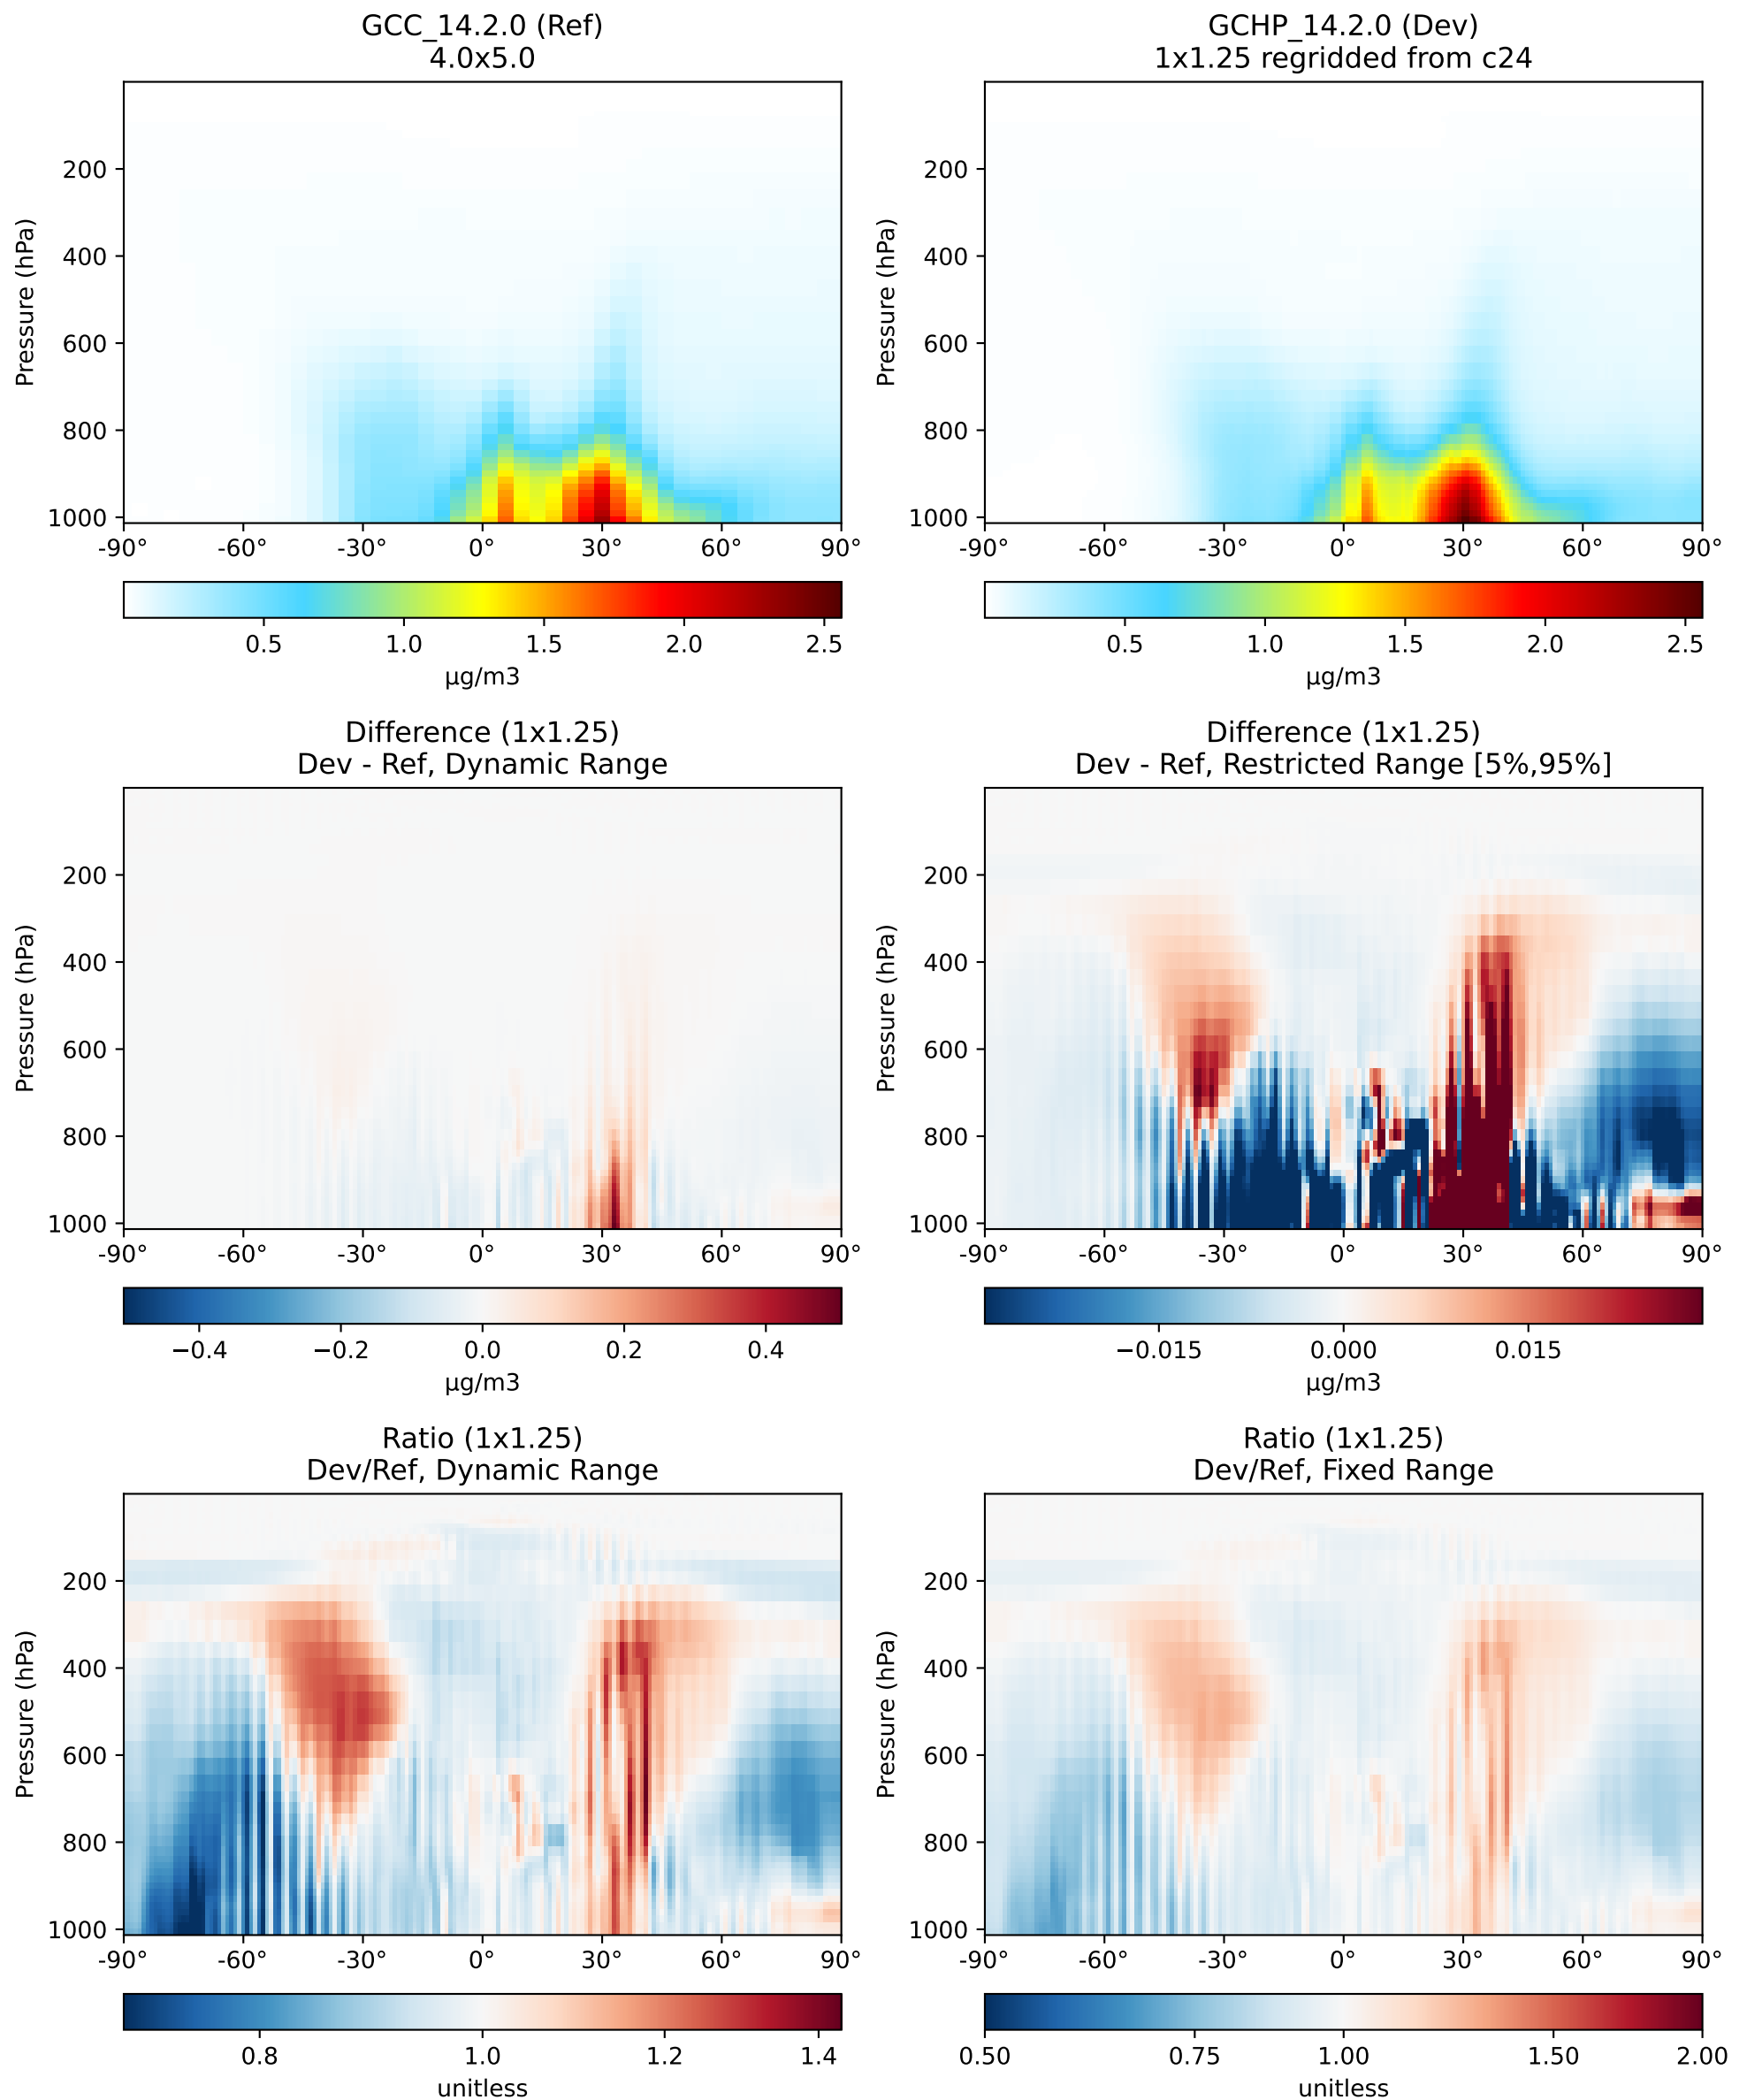 GCC_14.2.0 (Ref)
4.0x5.0
Pressure (hPa)
200
400
600
800
1000
-90° -60° -30° 0° 30° 60° 90°
0.5 1.0 1.5 2.0 2.5
μg/m3
GCHP_14.2.0 (Dev)
1x1.25 regridded from c24
Pressure (hPa)
200
400
600
800
1000
-90° -60° -30° 0° 30° 60° 90°
0.5 1.0 1.5 2.0 2.5
μg/m3
Difference (1x1.25)
Dev - Ref, Dynamic Range
Pressure (hPa)
200
400
600
800
1000
-90° -60° -30° 0° 30° 60° 90°
−0.4 −0.2 0.0 0.2 0.4
μg/m3
Difference (1x1.25)
Dev - Ref, Restricted Range [5%,95%]
Pressure (hPa)
200
400
600
800
1000
-90° -60° -30° 0° 30° 60° 90°
−0.015 0.000 0.015
μg/m3
Ratio (1x1.25)
Dev/Ref, Dynamic Range
Pressure (hPa)
200
400
600
800
1000
-90° -60° -30° 0° 30° 60° 90°
0.8 1.0 1.2 1.4
unitless
Ratio (1x1.25)
Dev/Ref, Fixed Range
Pressure (hPa)
200
400
600
800
1000
-90° -60° -30° 0° 30° 60° 90°
0.50 0.75 1.00 1.50 2.00
unitless